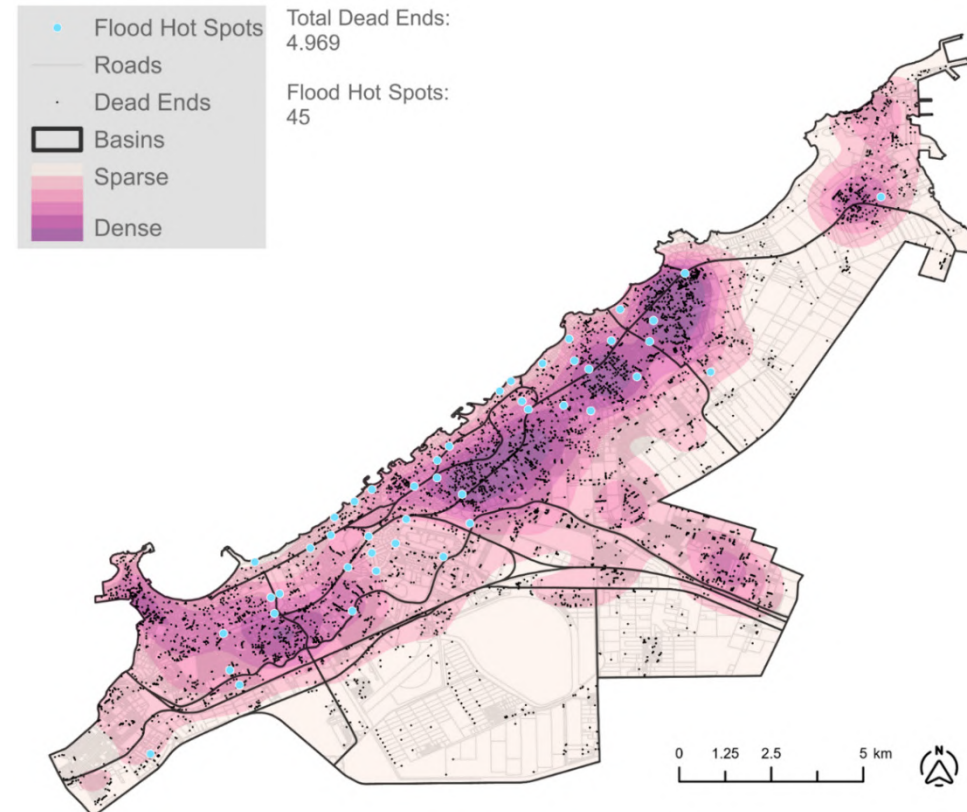 Flood Hot Spots
Roads
Dead Ends
Basins
Sparse
Dense
Total Dead Ends:
4.969
Flood Hot Spots:
45
0 1.25 2.5 5 km
N